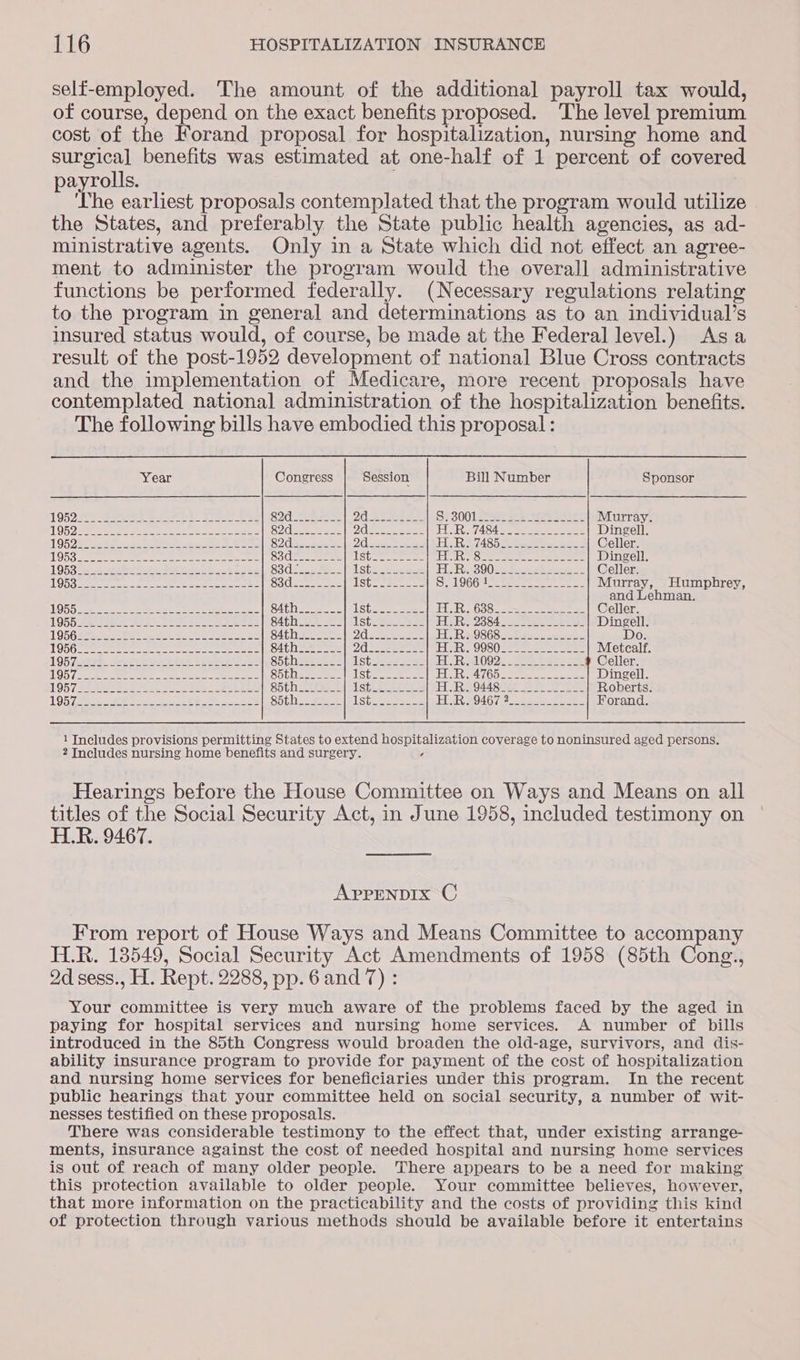 116 HOSPITALIZATION INSURANCE
self-employed. The amount of the additional payroll tax would,
of course, depend on the exact benefits proposed. The level premium
cost of the Forand proposal for hospitalization, nursing home and
surgical benefits was estimated at one-half of 1 percent of covered
payrolls.
The earliest proposals contemplated that the program would utilize
the States, and preferably the State public health agencies, as ad-
ministrative agents. Only in a State which did not effect an agree-
ment to administer the program would the overall administrative
functions be performed federally. (Necessary regulations relating
to the program in general and determinations as to an individual's
insured status would, of course, be made at the Federal level.) As a
result of the post-1952 development of national Blue Cross contracts
and the implementation of Medicare, more recent proposals have
contemplated national administration of the hospitalization benefits.
The following bills have embodied this proposal:
Year Congress Session Bill Number Sponsor
1952 82d 2d S. 3001 Murray.
1952 82d 2d H.R. 7484 Dingell.
1952 82d 2d H.R. 7485 Celler.
1953 83d 1st H.R. 8 Dingell.
1953 83d 1st H.R. 390 Celler.
1953 83d 1st S. 1966 1 Murray, Humphrey,
and Lehman.
1955 84th 1st H.R. 638 Celler.
1955 84th 1st H.R. 2384 Dingell.
1956 84th 2d H.R. 9868 Do.
1956 84th 2d H.R. 9980 Metcalf.
1957 85th 1st H.R. 1092 Celler.
1957 85th 1st H.R. 4765 Dingell.
1957 85th 1st H.R. 9448 Roberts.
1957 85th 1st H.R. 9467 2 Forand.
1 Includes provisions permitting States to extend hospitalization coverage to noninsured aged persons.
2 Includes nursing home benefits and surgery.
Hearings before the House Committee on Ways and Means on all
titles of the Social Security Act, in June 1958, included testimony on
H.R. 9467.
APPENDIX C
From report of House Ways and Means Committee to accompany
H.R. 13549, Social Security Act Amendments of 1958 (85th Cong.,
2d sess., H. Rept. 2288, pp. 6 and 7):
Your committee is very much aware of the problems faced by the aged in
paying for hospital services and nursing home services. A number of bills
introduced in the 85th Congress would broaden the old-age, survivors, and dis-
ability insurance program to provide for payment of the cost of hospitalization
and nursing home services for beneficiaries under this program. In the recent
public hearings that your committee held on social security, a number of wit-
nesses testified on these proposals.
There was considerable testimony to the effect that, under existing arrange-
ments, insurance against the cost of needed hospital and nursing home services
is out of reach of many older people. There appears to be a need for making
this protection available to older people. Your committee believes, however,
that more information on the practicability and the costs of providing this kind
of protection through various methods should be available before it entertains